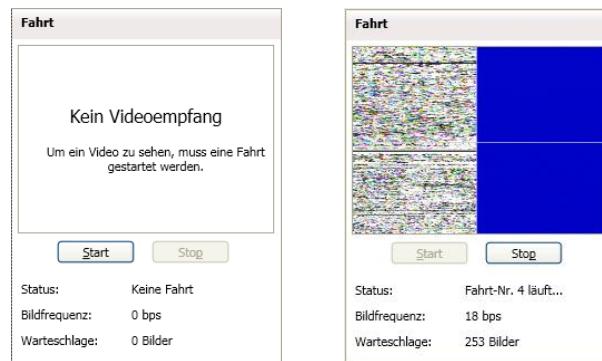 Fahrt
Kein Videoempfang
Um ein Video zu sehen, muss eine Fahrt
gestartet werden.
Start Stop
Status: Keine Fahrt
Bildfrequenz: 0 bps
Warteschlage: 0 Bilder
Fahrt
Start Stop
Status: Fahrt-Nr. 4 läuft...
Bildfrequenz: 18 bps
Warteschlage: 253 Bilder